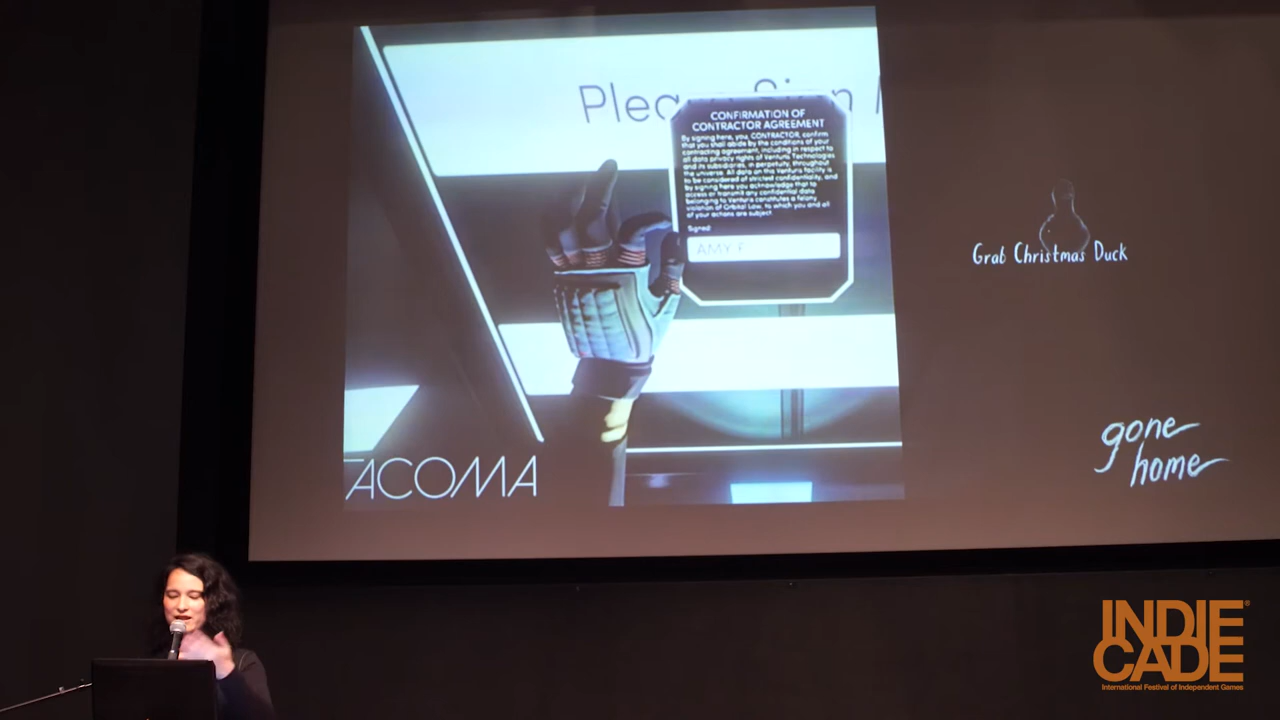 Please Sign
CONFIRMATION OF
CONTRACTOR AGREEMENT
By signing here, you, CONTRACTOR, confirm
that you shall abide by the conditions of your
contracting agreement, including in respect to
all data privacy rights of Venturis Technologies
and its subsidiaries, in perpetuity, throughout
the universe. All data on this Venturis facility is
to be considered of strictest confidentiality, and
by signing here you acknowledge that to
access or transmit any confidential data
belonging to Venturis constitutes a felony
violation of Orbital Law, to which you and all
of your actions are subject.
Signed:
AMY F
TACOMA
Grab Christmas Duck
gone
home
INDIE
CADE®
International Festival of Independent Games